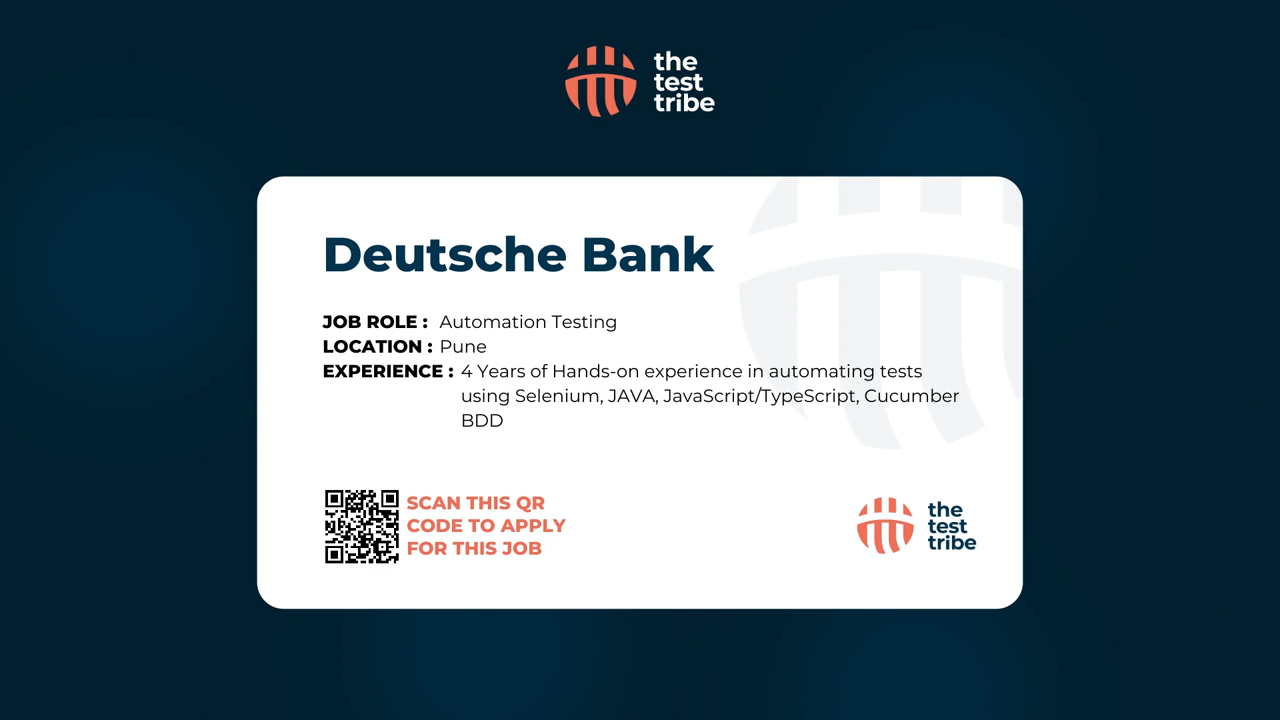 the
test
tribe
Deutsche Bank
JOB ROLE : Automation Testing
LOCATION : Pune
EXPERIENCE : 4 Years of Hands-on experience in automating tests
using Selenium, JAVA, JavaScript/TypeScript, Cucumber
BDD
SCAN THIS QR
CODE TO APPLY
FOR THIS JOB
the
test
tribe